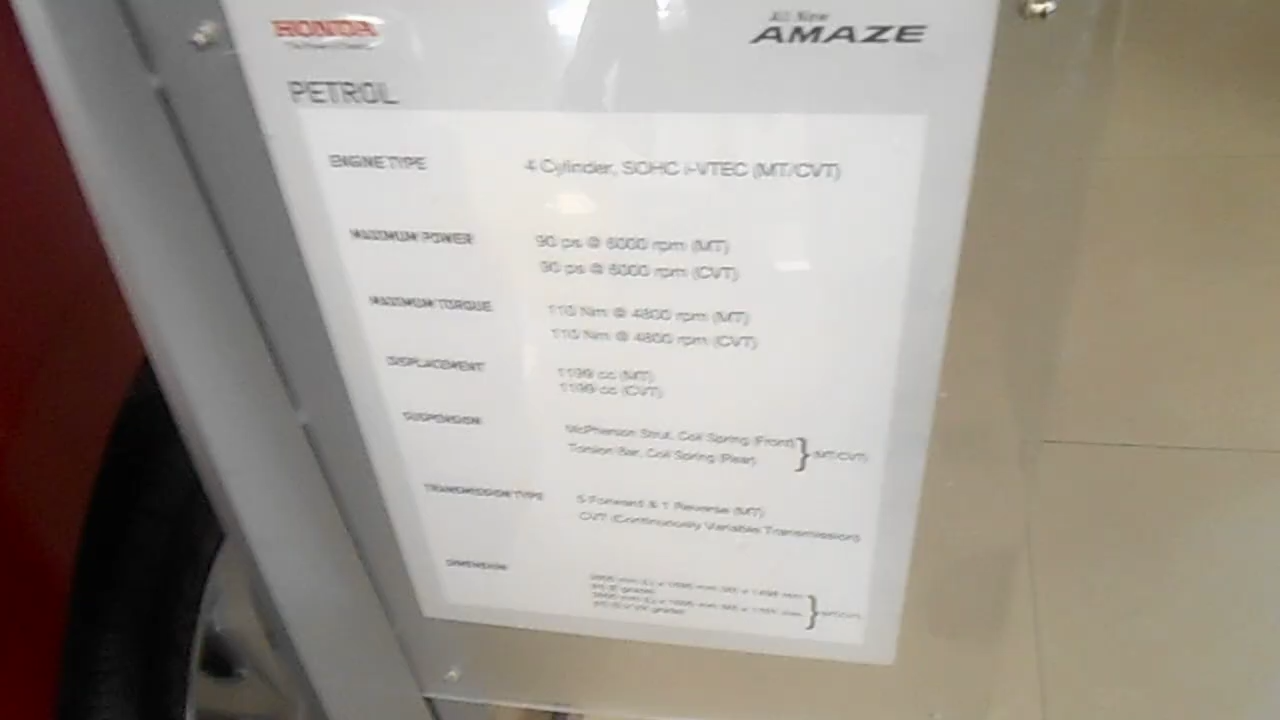 HONDA
All New
AMAZE
PETROL
ENGINE TYPE 4 Cylinder, SOHC i-VTEC (MT/CVT)
MAXIMUM POWER 90 ps @ 6000 rpm (MT)
90 ps @ 6000 rpm (CVT)
MAXIMUM TORQUE 110 Nm @ 4800 rpm (MT)
110 Nm @ 4800 rpm (CVT)
DISPLACEMENT 1199 cc (MT)
1199 cc (CVT)
SUSPENSION McPherson Strut, Coil Spring (Front)
Torsion Bar, Coil Spring (Rear) } (MT/CVT)
TRANSMISSION TYPE 5 Forward & 1 Reverse (MT)
CVT (Continuously Variable Transmission)
DIMENSION